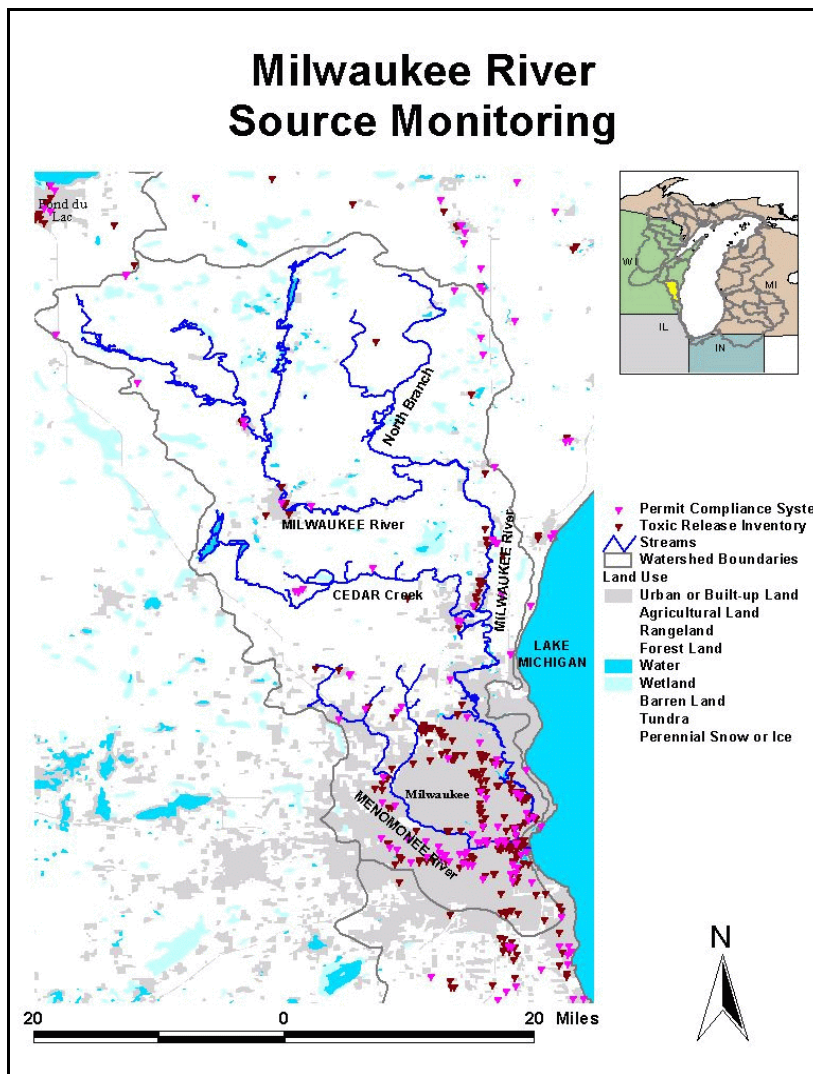 Milwaukee River
Source Monitoring
Fond du
Lac
WI
MI
IL
IN
North Branch
MILWAUKEE River
MILWAUKEE River
CEDAR Creek
LAKE
MICHIGAN
Milwaukee
MENOMONEE River
Permit Compliance Syste
Toxic Release Inventory
Streams
Watershed Boundaries
Land Use
Urban or Built-up Land
Agricultural Land
Rangeland
Forest Land
Water
Wetland
Barren Land
Tundra
Perennial Snow or Ice
N
20 0 20 Miles